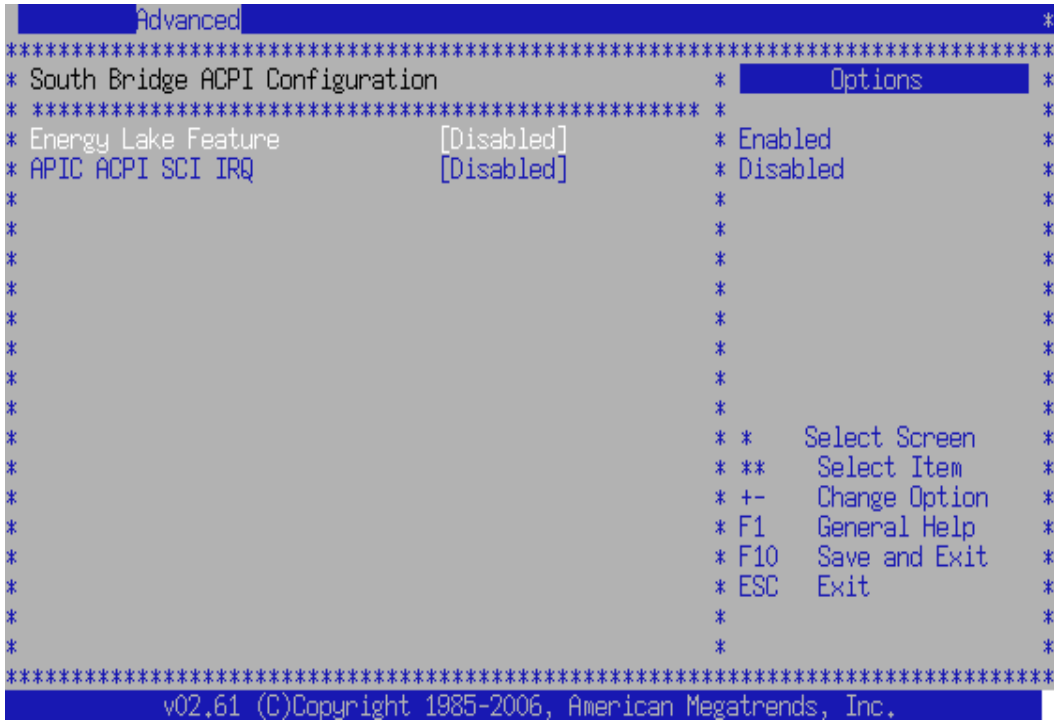 Advanced *
********************************************************************************
* South Bridge ACPI Configuration * Options *
* *************************************************** * *
* Energy Lake Feature [Disabled] * Enabled *
* APIC ACPI SCI IRQ [Disabled] * Disabled *
* * *
* * *
* * *
* * *
* * *
* * *
* * *
* * *
* * * Select Screen *
* * ** Select Item *
* * +- Change Option *
* * F1 General Help *
* * F10 Save and Exit *
* * ESC Exit *
* * *
* * *
********************************************************************************
v02.61 (C)Copyright 1985-2006, American Megatrends, Inc.